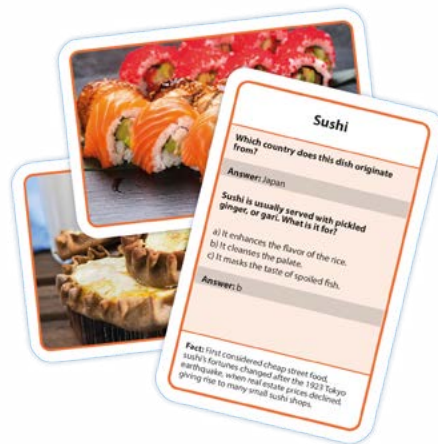 Sushi
Which country does this dish originate
from?
Answer: Japan
Sushi is usually served with pickled
ginger, or gari. What is it for?
a) It enhances the flavor of the rice.
b) It cleanses the palate.
c) It masks the taste of spoiled fish.
Answer: b
Fact: First considered cheap street food,
sushi's fortunes changed after the 1923 Tokyo
earthquake, when real estate prices declined,
giving rise to many small sushi shops.